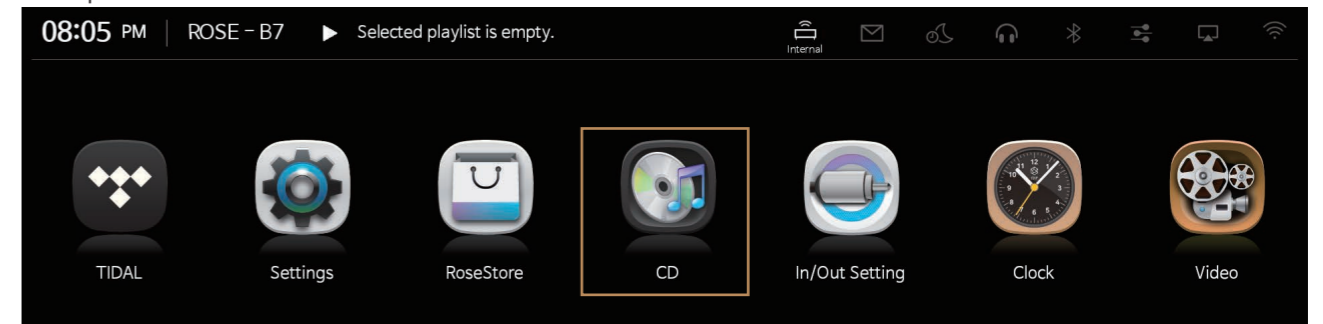 08:05 PM | ROSE – B7 ▶ Selected playlist is empty.
Internal
TIDAL
Settings
RoseStore
CD
In/Out Setting
Clock
Video